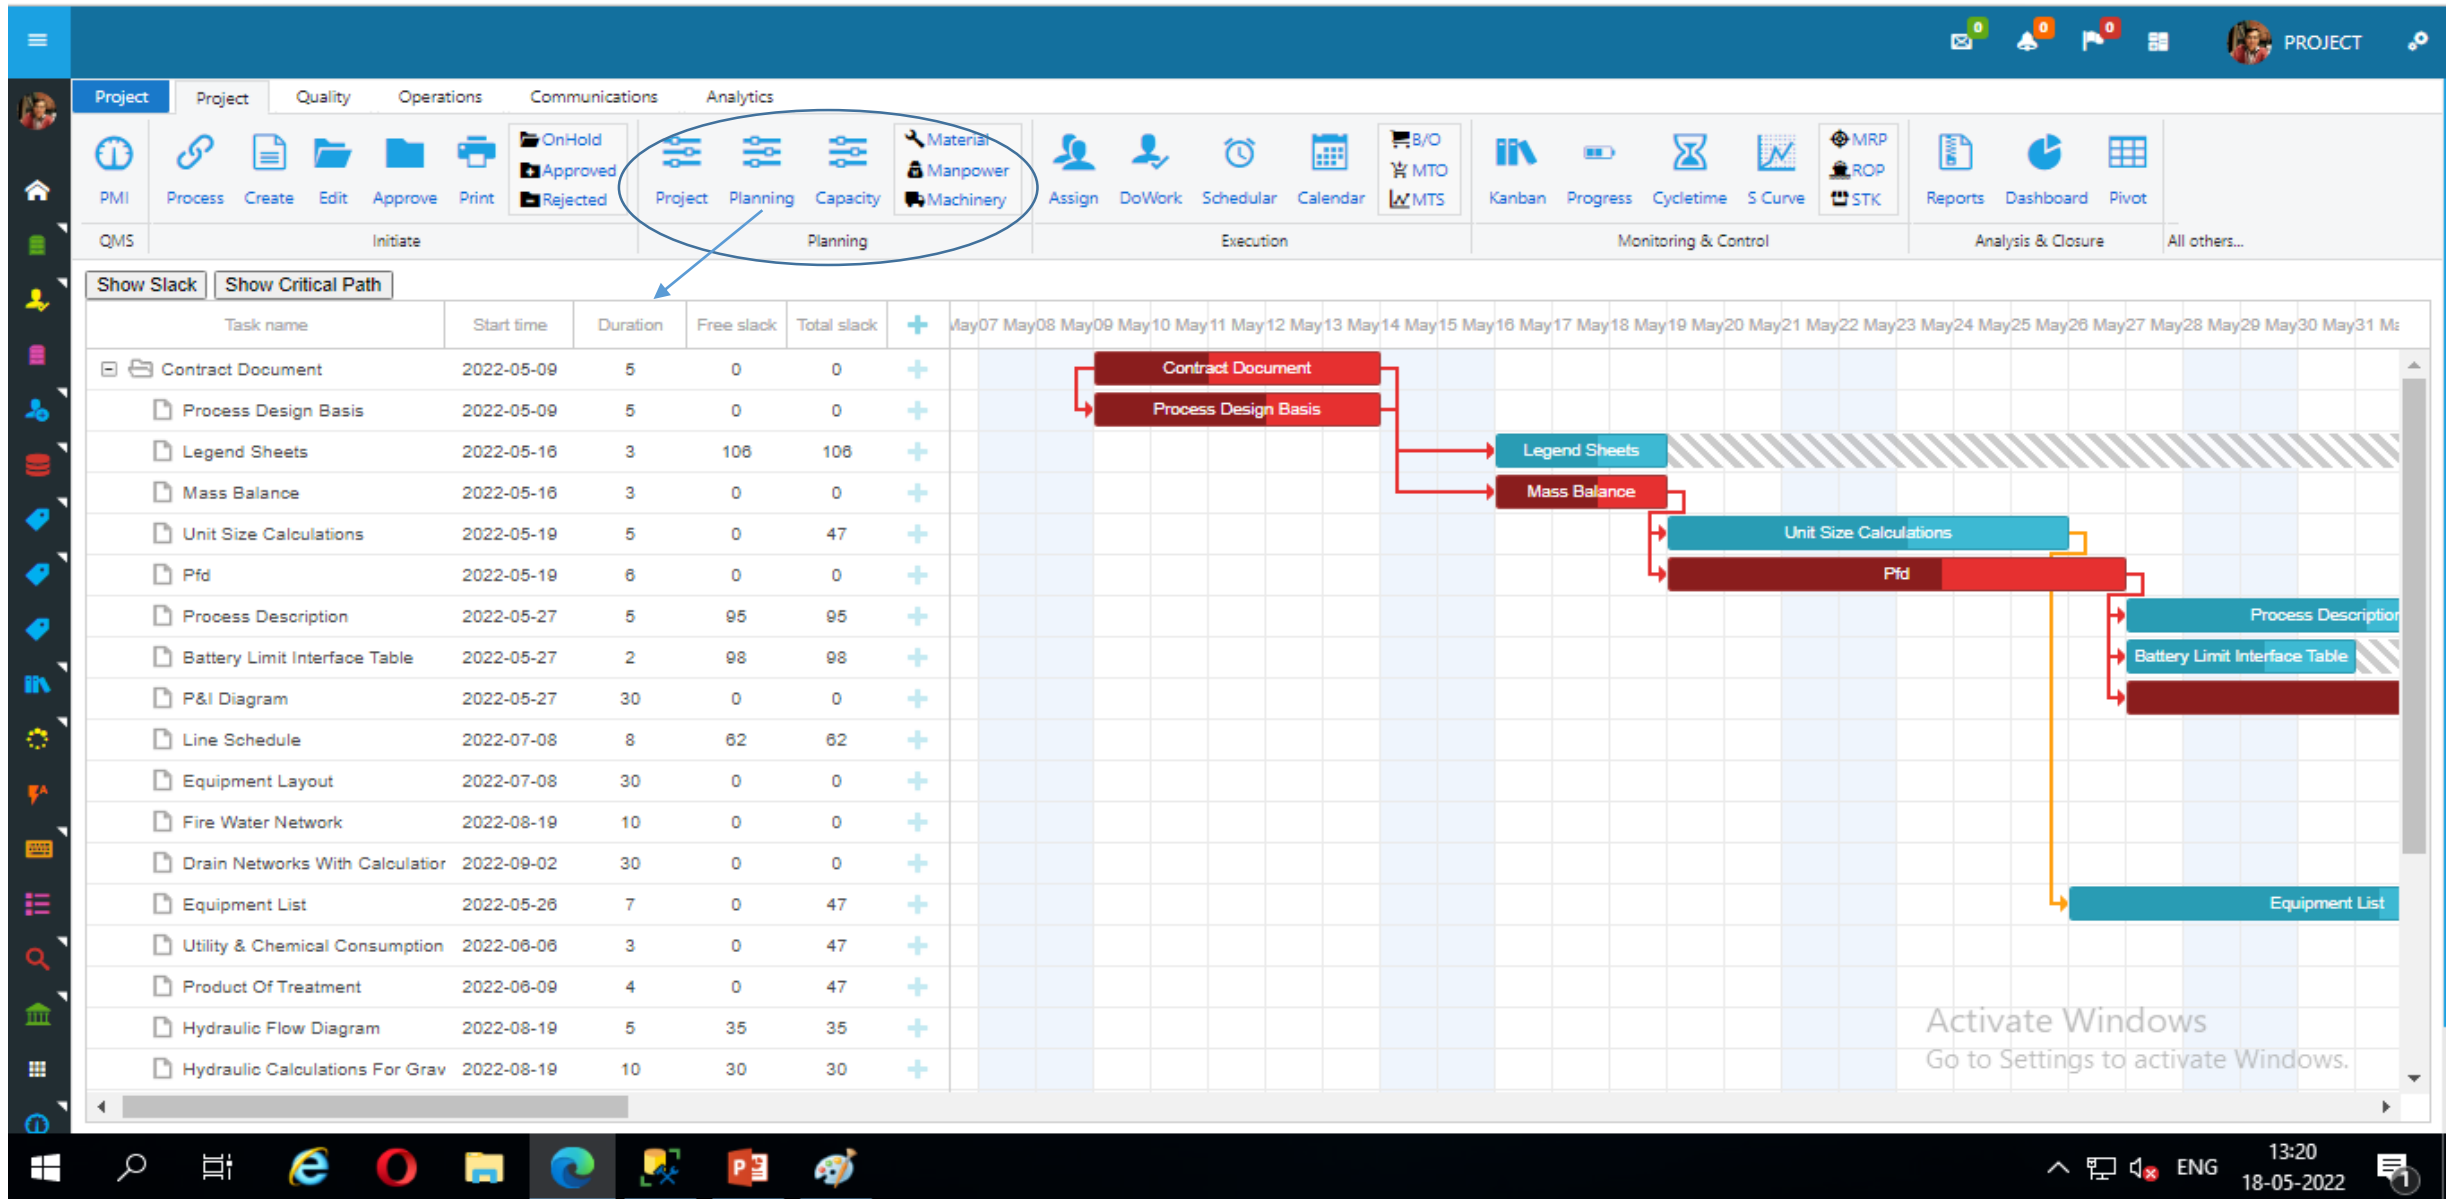 0 0 0 PROJECT
Project Project Quality Operations Communications Analytics
PMI Process Create Edit Approve Print OnHold Approved Rejected Project Planning Capacity Material Manpower Machinery Assign DoWork Schedular Calendar B/O MTO MTS Kanban Progress Cycletime S Curve MRP ROP STK Reports Dashboard Pivot
QMS Initiate Planning Execution Monitoring & Control Analysis & Closure All others...
Show Slack Show Critical Path
Task name Start time Duration Free slack Total slack May07 May08 May09 May10 May11 May12 May13 May14 May15 May16 May17 May18 May19 May20 May21 May22 May23 May24 May25 May26 May27 May28 May29 May30 May31 Ma
Contract Document 2022-05-09 5 0 0 Contract Document
Process Design Basis 2022-05-09 5 0 0 Process Design Basis
Legend Sheets 2022-05-16 3 106 106 Legend Sheets
Mass Balance 2022-05-16 3 0 0 Mass Balance
Unit Size Calculations 2022-05-19 5 0 47 Unit Size Calculations
Pfd 2022-05-19 6 0 0 Pfd
Process Description 2022-05-27 5 95 95 Process Description
Battery Limit Interface Table 2022-05-27 2 98 98 Battery Limit Interface Table
P&I Diagram 2022-05-27 30 0 0
Line Schedule 2022-07-08 8 62 62
Equipment Layout 2022-07-08 30 0 0
Fire Water Network 2022-08-19 10 0 0
Drain Networks With Calculatior 2022-09-02 30 0 0
Equipment List 2022-05-26 7 0 47 Equipment List
Utility & Chemical Consumption 2022-06-06 3 0 47
Product Of Treatment 2022-06-09 4 0 47
Hydraulic Flow Diagram 2022-08-19 5 35 35
Hydraulic Calculations For Grav 2022-08-19 10 30 30
Activate Windows
Go to Settings to activate Windows.
ENG 13:20
18-05-2022 1